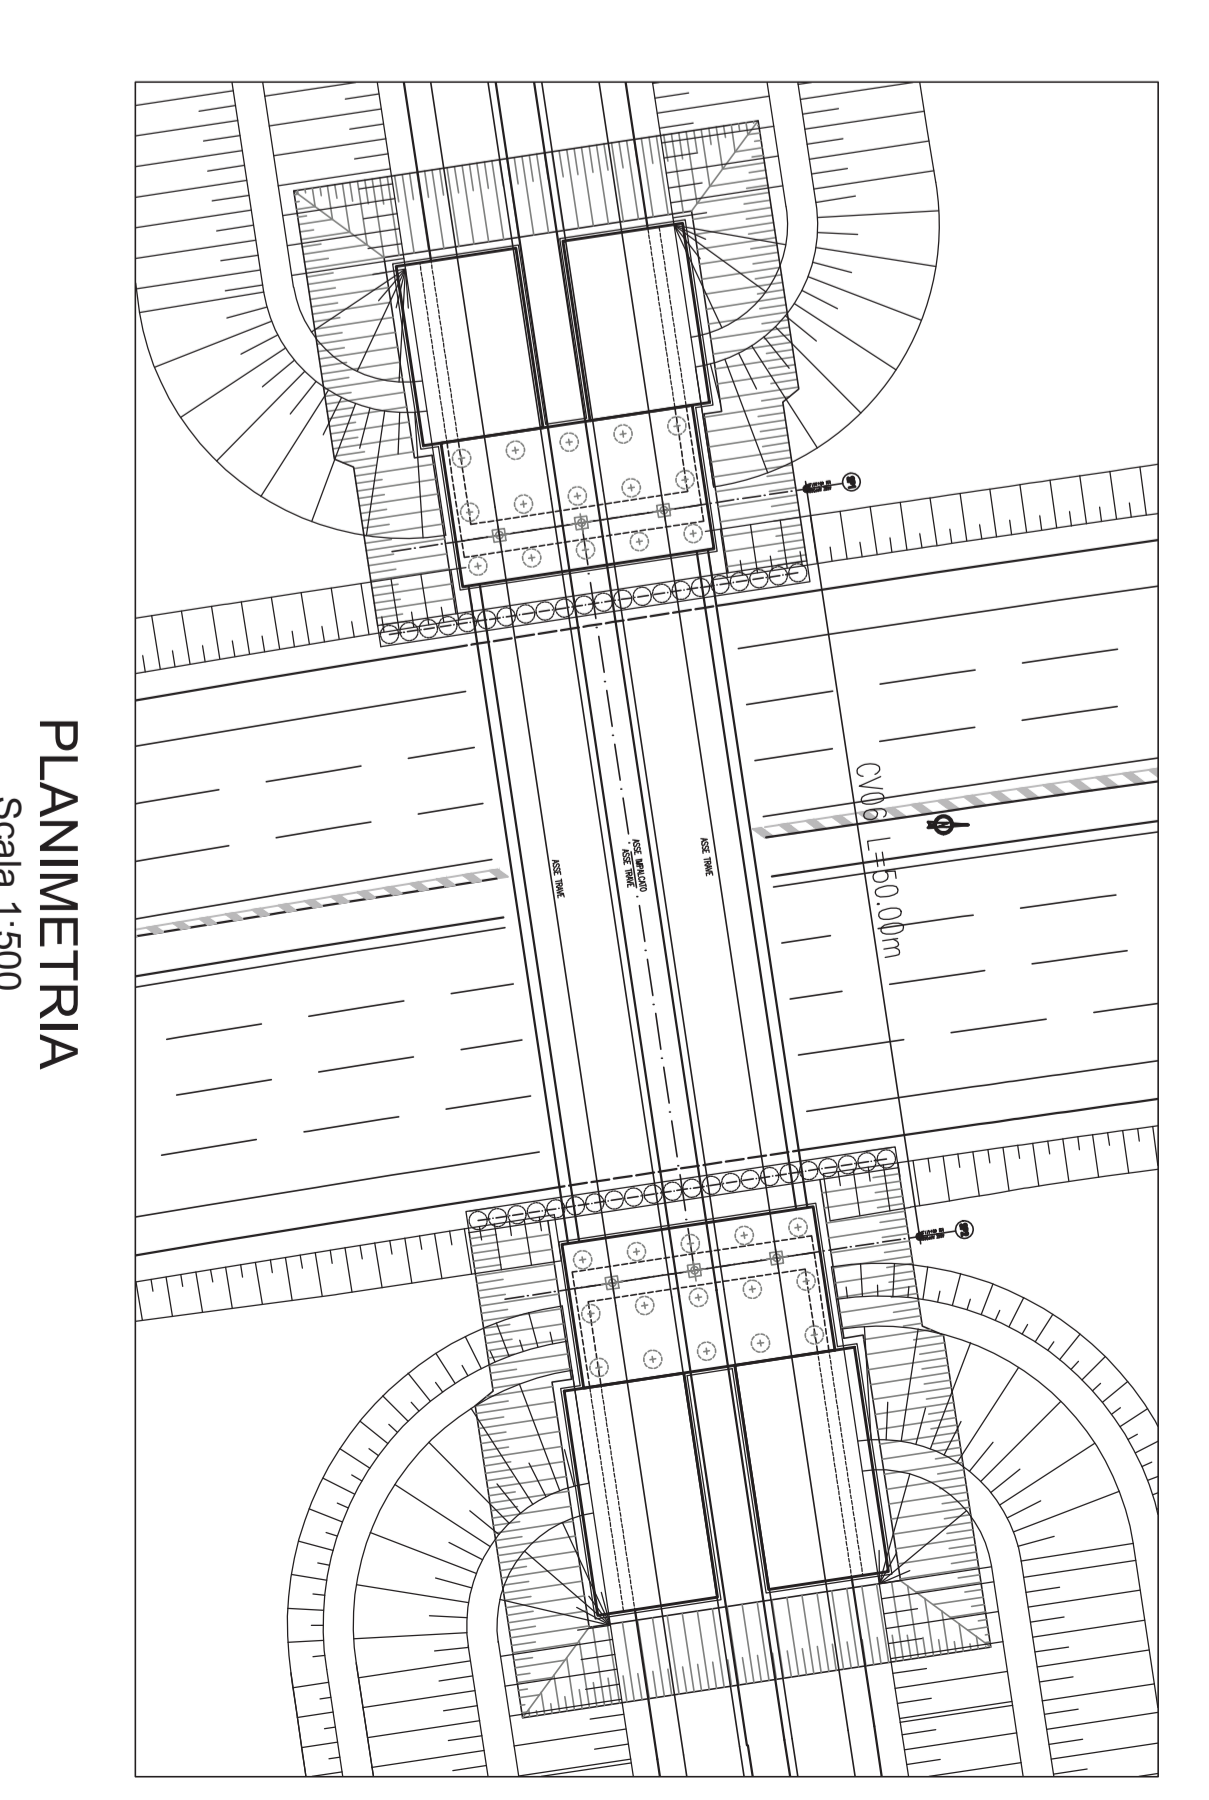 PLANIMETRIA
Scala 1:500
CV06 L=50.00m
ASSE TRAVE
ASSE IMPALCATO
ASSE TRAVE
ASSE TRAVE
N